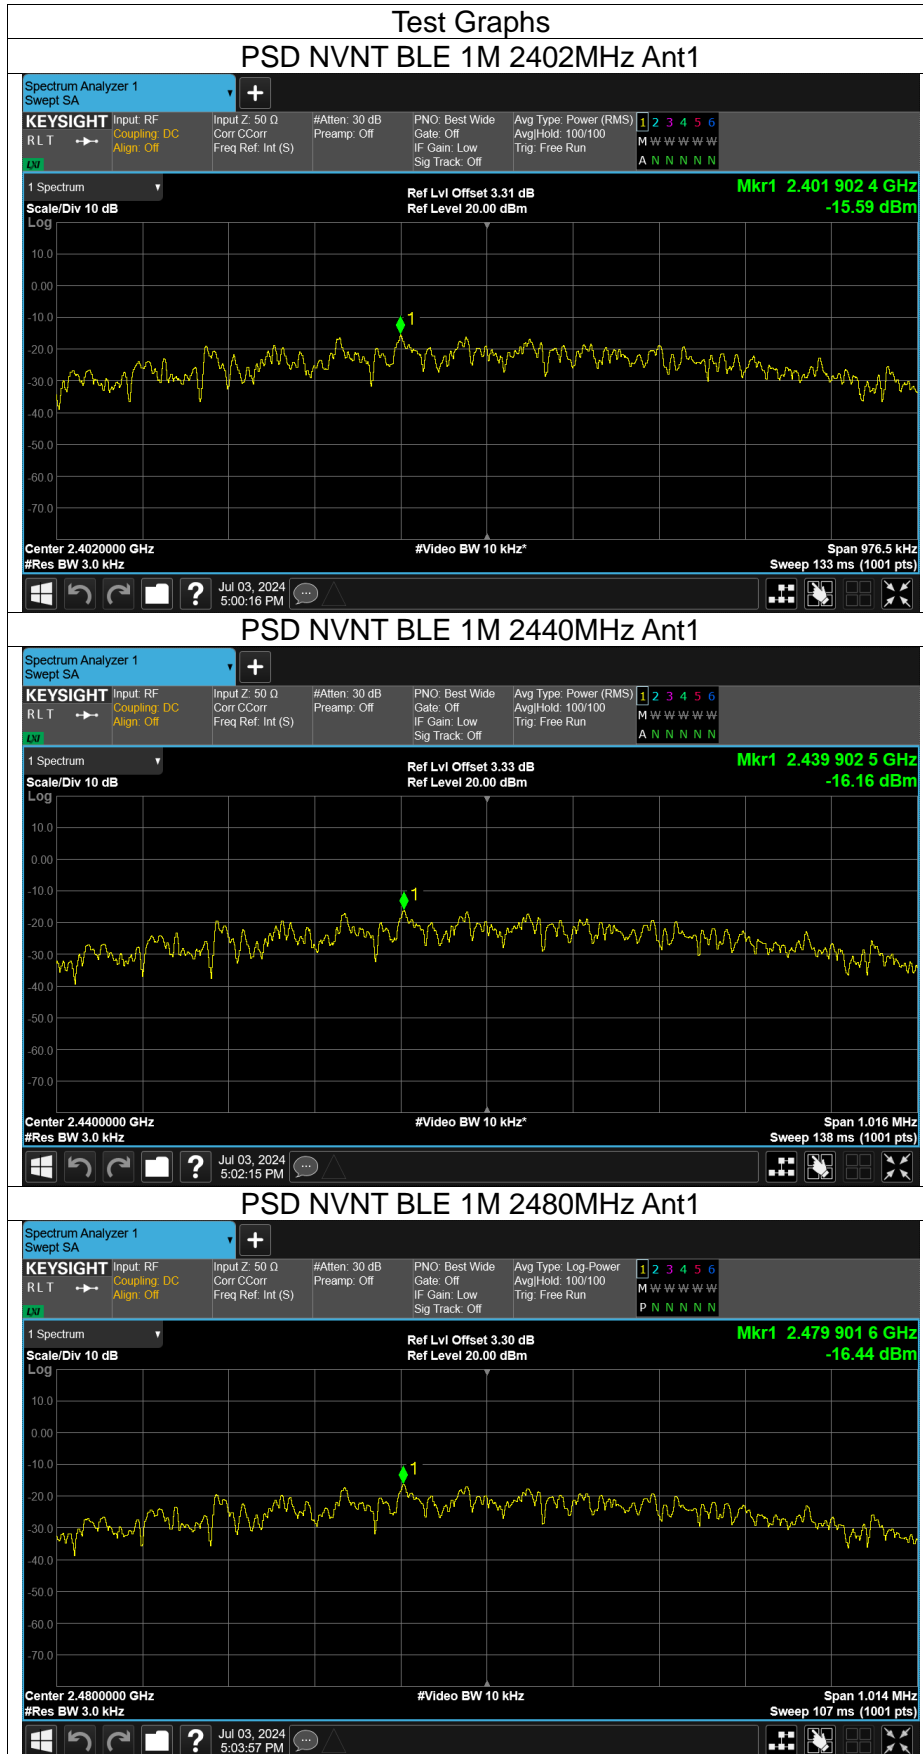 Test Graphs
PSD NVNT BLE 1M 2402MHz Ant1
Spectrum Analyzer 1
Swept SA
+
KEYSIGHT Input: RF Input Z: 50 Ω #Atten: 30 dB PNO: Best Wide Avg Type: Power (RMS) 1 2 3 4 5 6
RLT Coupling: DC Corr CCorr Preamp: Off Gate: Off Avg|Hold: 100/100 M W W W W W
Align: Off Freq Ref: Int (S) IF Gain: Low Trig: Free Run
LXI Sig Track: Off A N N N N N
1 Spectrum Ref Lvl Offset 3.31 dB Mkr1 2.401 902 4 GHz
Scale/Div 10 dB Ref Level 20.00 dBm -15.59 dBm
Log
10.0
0.00
1
-10.0
-20.0
-30.0
-40.0
-50.0
-60.0
-70.0
Center 2.4020000 GHz #Video BW 10 kHz* Span 976.5 kHz
#Res BW 3.0 kHz Sweep 133 ms (1001 pts)
? Jul 03, 2024
5:00:16 PM
PSD NVNT BLE 1M 2440MHz Ant1
Spectrum Analyzer 1
Swept SA
+
KEYSIGHT Input: RF Input Z: 50 Ω #Atten: 30 dB PNO: Best Wide Avg Type: Power (RMS) 1 2 3 4 5 6
RLT Coupling: DC Corr CCorr Preamp: Off Gate: Off Avg|Hold: 100/100 M W W W W W
Align: Off Freq Ref: Int (S) IF Gain: Low Trig: Free Run
LXI Sig Track: Off A N N N N N
1 Spectrum Ref Lvl Offset 3.33 dB Mkr1 2.439 902 5 GHz
Scale/Div 10 dB Ref Level 20.00 dBm -16.16 dBm
Log
10.0
0.00
-10.0
1
-20.0
-30.0
-40.0
-50.0
-60.0
-70.0
Center 2.4400000 GHz #Video BW 10 kHz* Span 1.016 MHz
#Res BW 3.0 kHz Sweep 138 ms (1001 pts)
? Jul 03, 2024
5:02:15 PM
PSD NVNT BLE 1M 2480MHz Ant1
Spectrum Analyzer 1
Swept SA
+
KEYSIGHT Input: RF Input Z: 50 Ω #Atten: 30 dB PNO: Best Wide Avg Type: Log-Power 1 2 3 4 5 6
RLT Coupling: DC Corr CCorr Preamp: Off Gate: Off Avg|Hold: 100/100 M W W W W W
Align: Off Freq Ref: Int (S) IF Gain: Low Trig: Free Run
LXI Sig Track: Off P N N N N N
1 Spectrum Ref Lvl Offset 3.30 dB Mkr1 2.479 901 6 GHz
Scale/Div 10 dB Ref Level 20.00 dBm -16.44 dBm
Log
10.0
0.00
-10.0
1
-20.0
-30.0
-40.0
-50.0
-60.0
-70.0
Center 2.4800000 GHz #Video BW 10 kHz Span 1.014 MHz
#Res BW 3.0 kHz Sweep 107 ms (1001 pts)
? Jul 03, 2024
5:03:57 PM